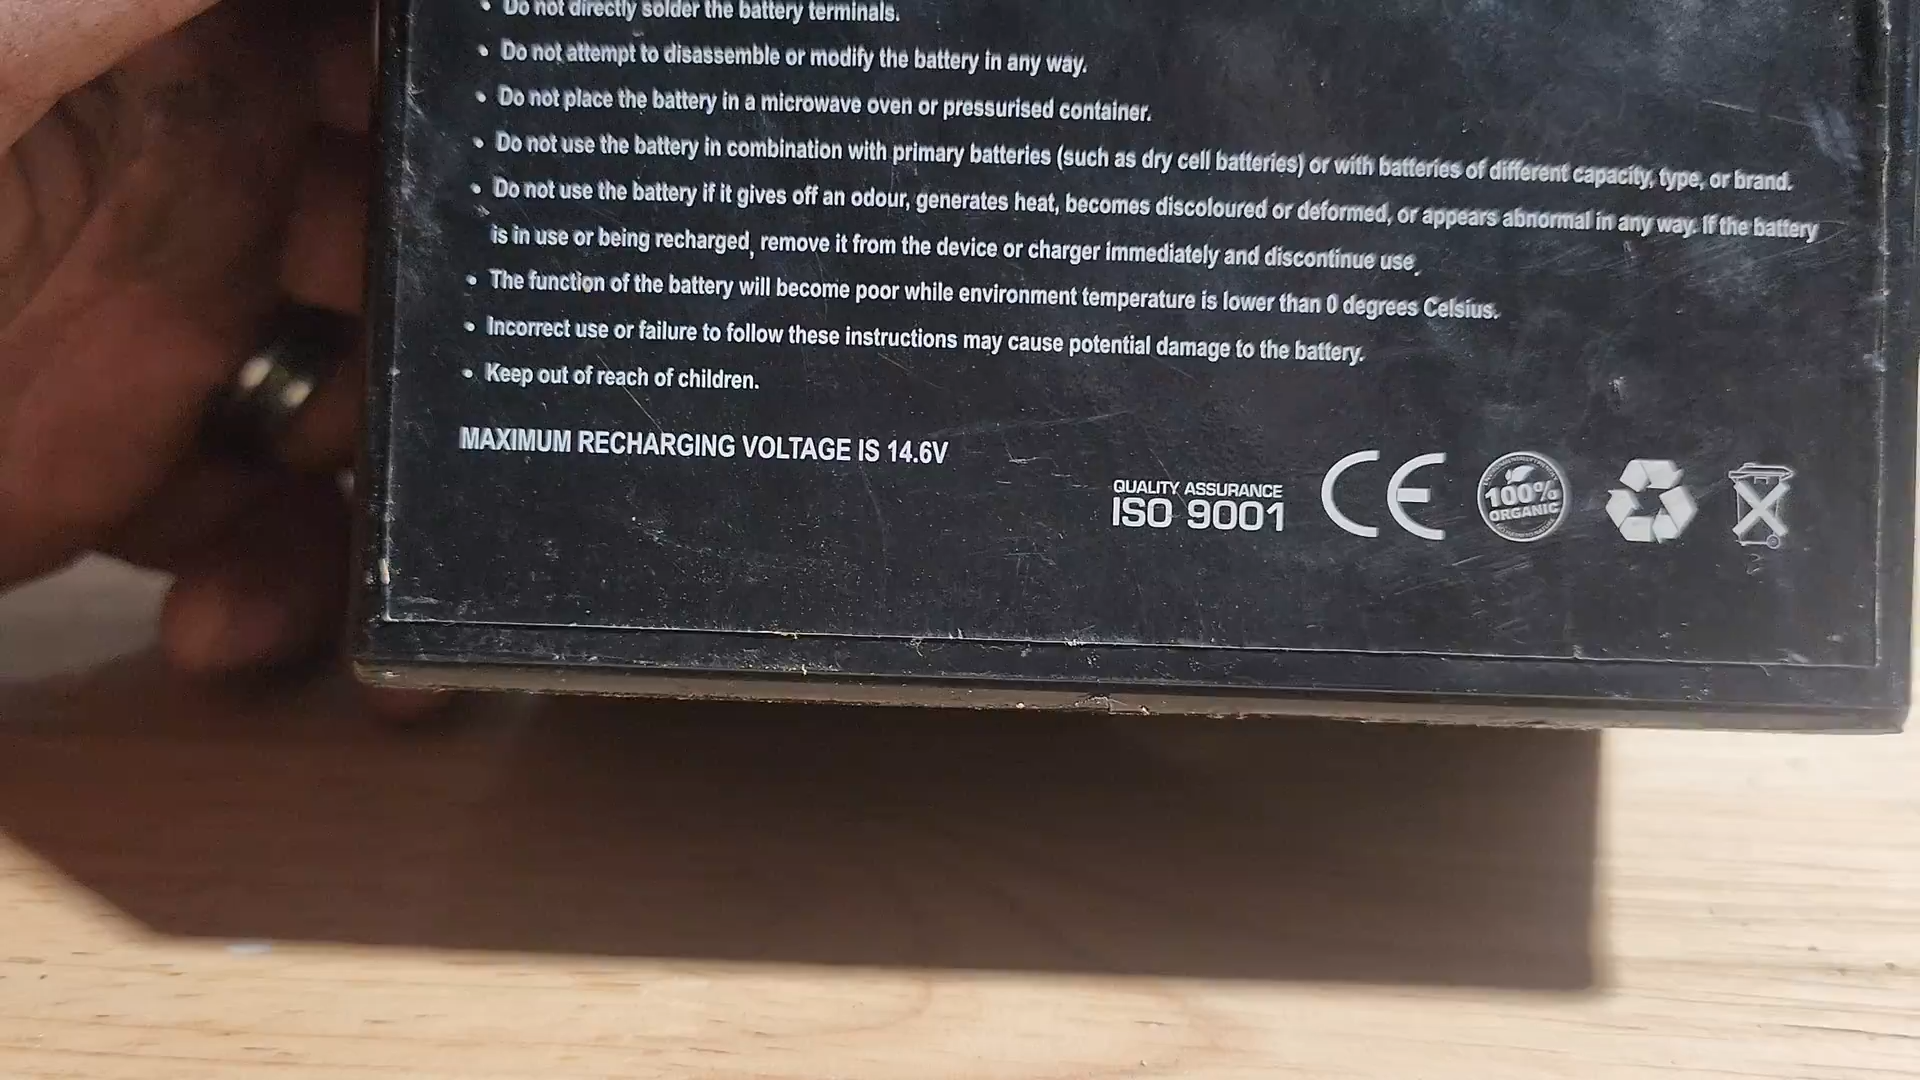 • Do not directly solder the battery terminals.
• Do not attempt to disassemble or modify the battery in any way.
• Do not place the battery in a microwave oven or pressurised container.
• Do not use the battery in combination with primary batteries (such as dry cell batteries) or with batteries of different capacity, type, or brand.
• Do not use the battery if it gives off an odour, generates heat, becomes discoloured or deformed, or appears abnormal in any way. If the battery
is in use or being recharged, remove it from the device or charger immediately and discontinue use.
• The function of the battery will become poor while environment temperature is lower than 0 degrees Celsius.
• Incorrect use or failure to follow these instructions may cause potential damage to the battery.
• Keep out of reach of children.
MAXIMUM RECHARGING VOLTAGE IS 14.6V
QUALITY ASSURANCE
ISO 9001
CE
100%
ORGANIC